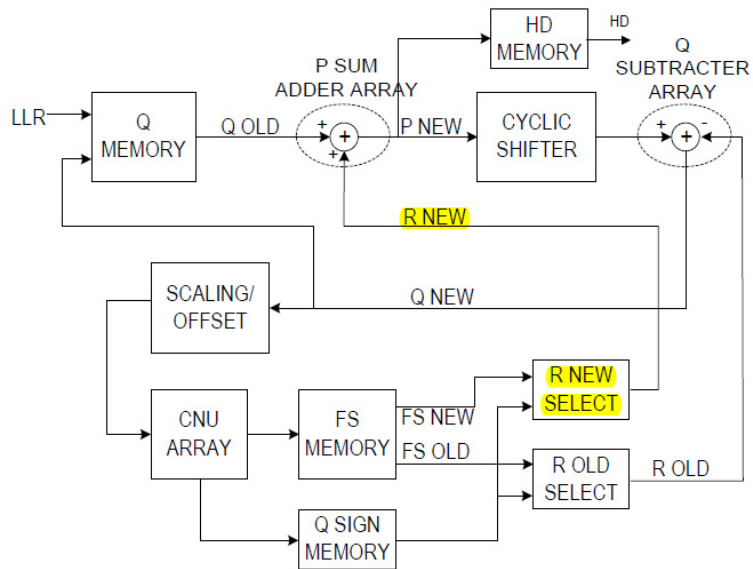 HD
MEMORY
HD
Q
SUBTRACTER
ARRAY
P SUM
ADDER ARRAY
LLR
Q
MEMORY
Q OLD
+
+
+
P NEW
CYCLIC
SHIFTER
+
+
-
R NEW
SCALING/
OFFSET
Q NEW
CNU
ARRAY
FS
MEMORY
FS NEW
FS OLD
R NEW
SELECT
R OLD
SELECT
R OLD
Q SIGN
MEMORY